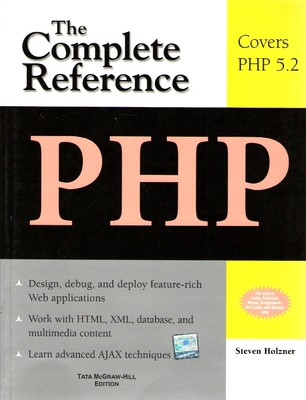 The
Complete
Reference
Covers
PHP 5.2
PHP
Design, debug, and deploy feature-rich
Web applications
Work with HTML, XML, database, and
multimedia content
Learn advanced AJAX techniques
TATA MCGRAW-HILL
EDITION
Steven Holzner